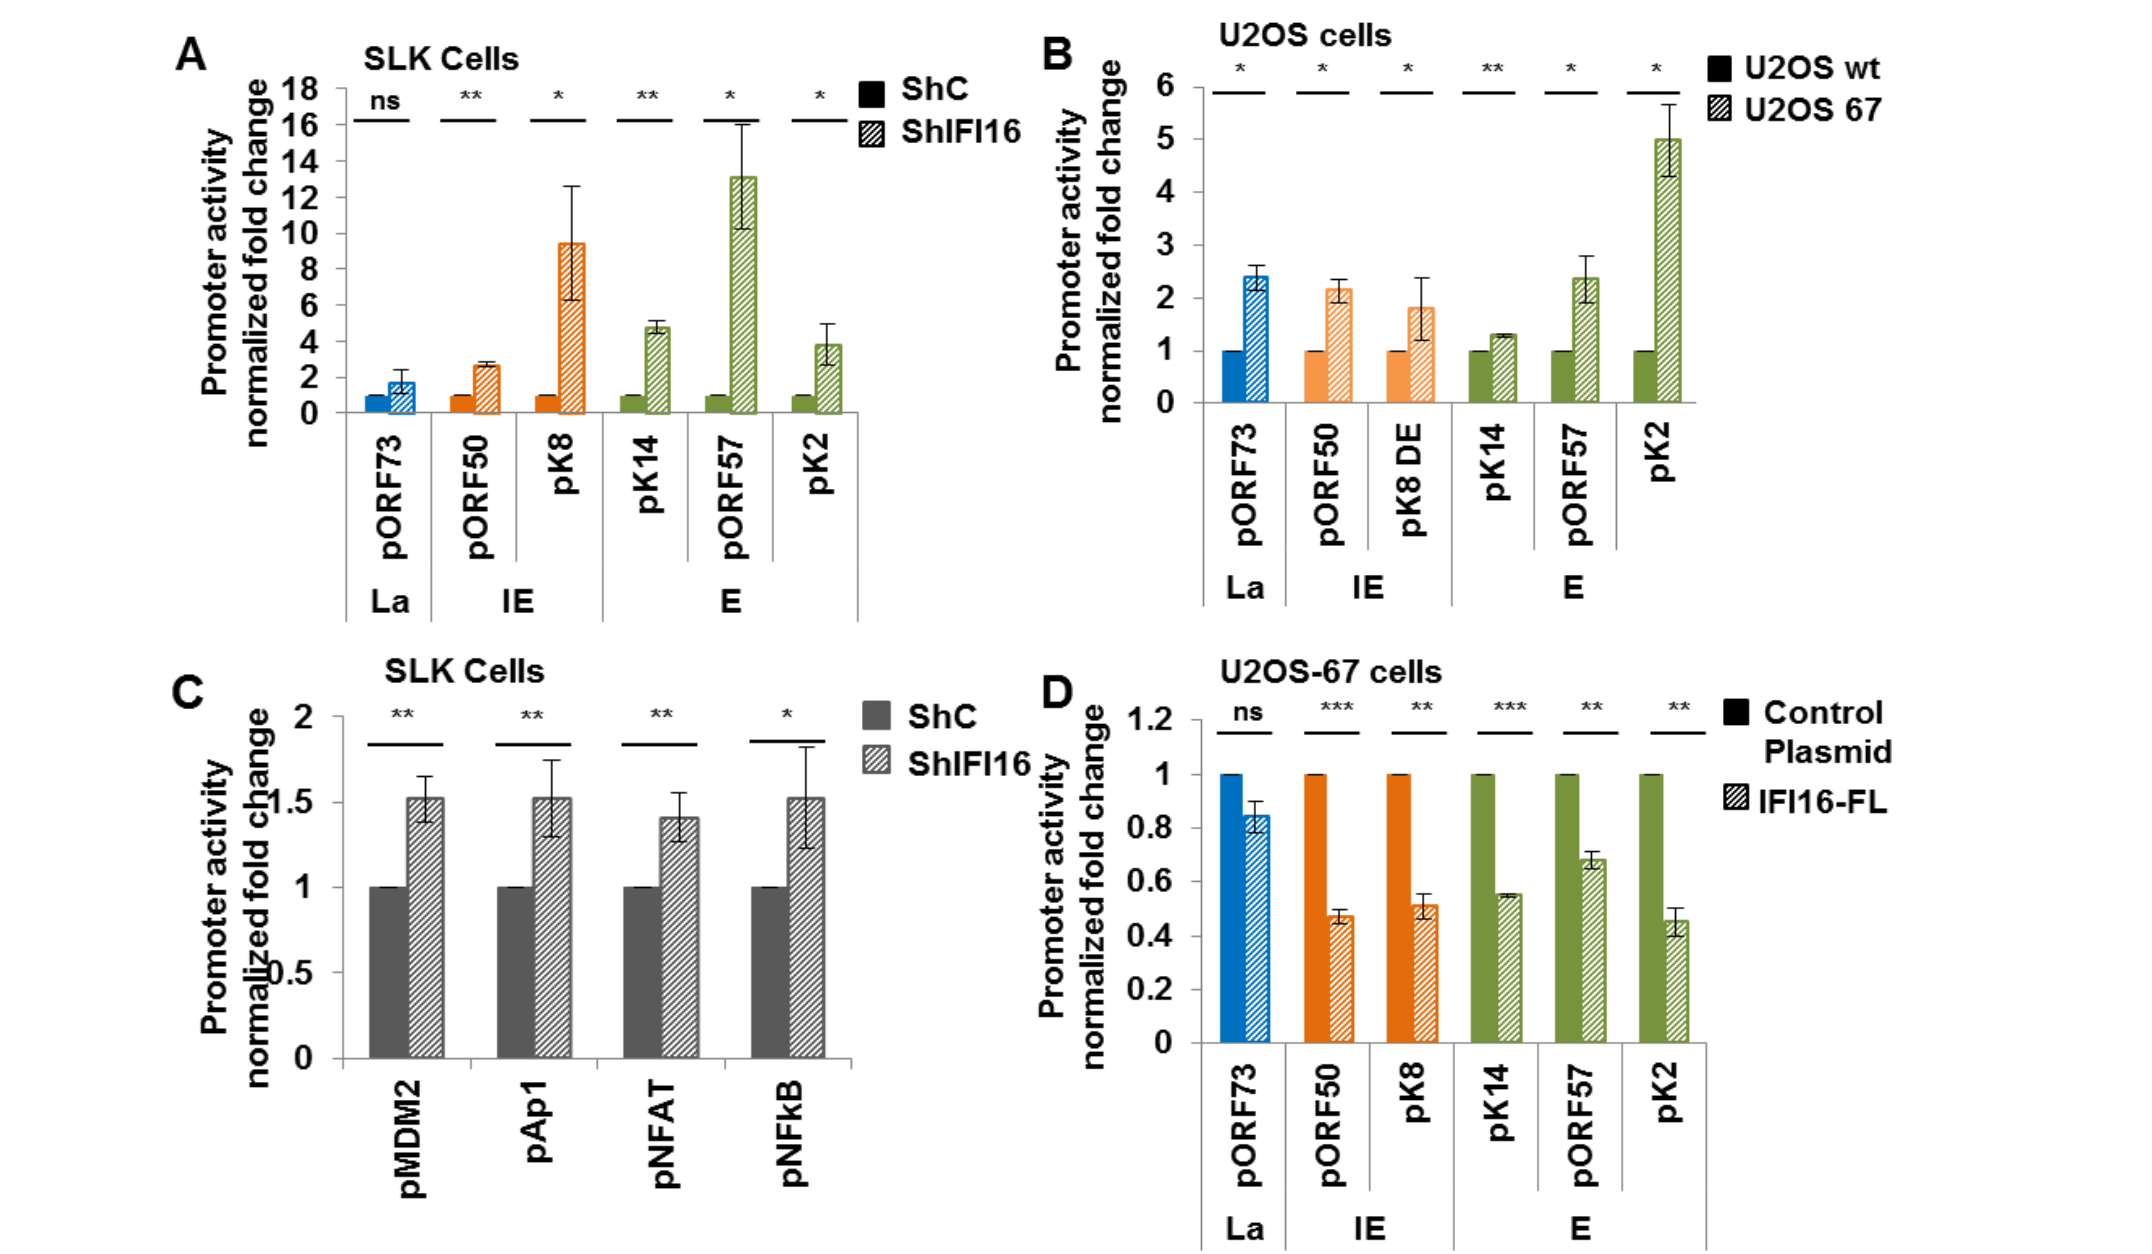 A
SLK Cells
Promoter activity
normalized fold change
18
16
14
12
10
8
6
4
2
0
ns
**
*
**
*
*
ShC
ShIFI16
pORF73
pORF50
pK8
pK14
pORF57
pK2
La
IE
E
B
U2OS cells
Promoter activity
normalized fold change
6
5
4
3
2
1
0
*
*
*
**
*
*
U2OS wt
U2OS 67
pORF73
pORF50
pK8 DE
pK14
pORF57
pK2
La
IE
E
C
SLK Cells
Promoter activity
normalized fold change
2
1.5
1
0.5
0
**
**
**
*
ShC
ShIFI16
pMDM2
pAp1
pNFAT
pNFkB
D
U2OS-67 cells
Promoter activity
normalized fold change
1.2
1
0.8
0.6
0.4
0.2
0
ns
***
**
***
**
**
Control
Plasmid
IFI16-FL
pORF73
pORF50
pK8
pK14
pORF57
pK2
La
IE
E